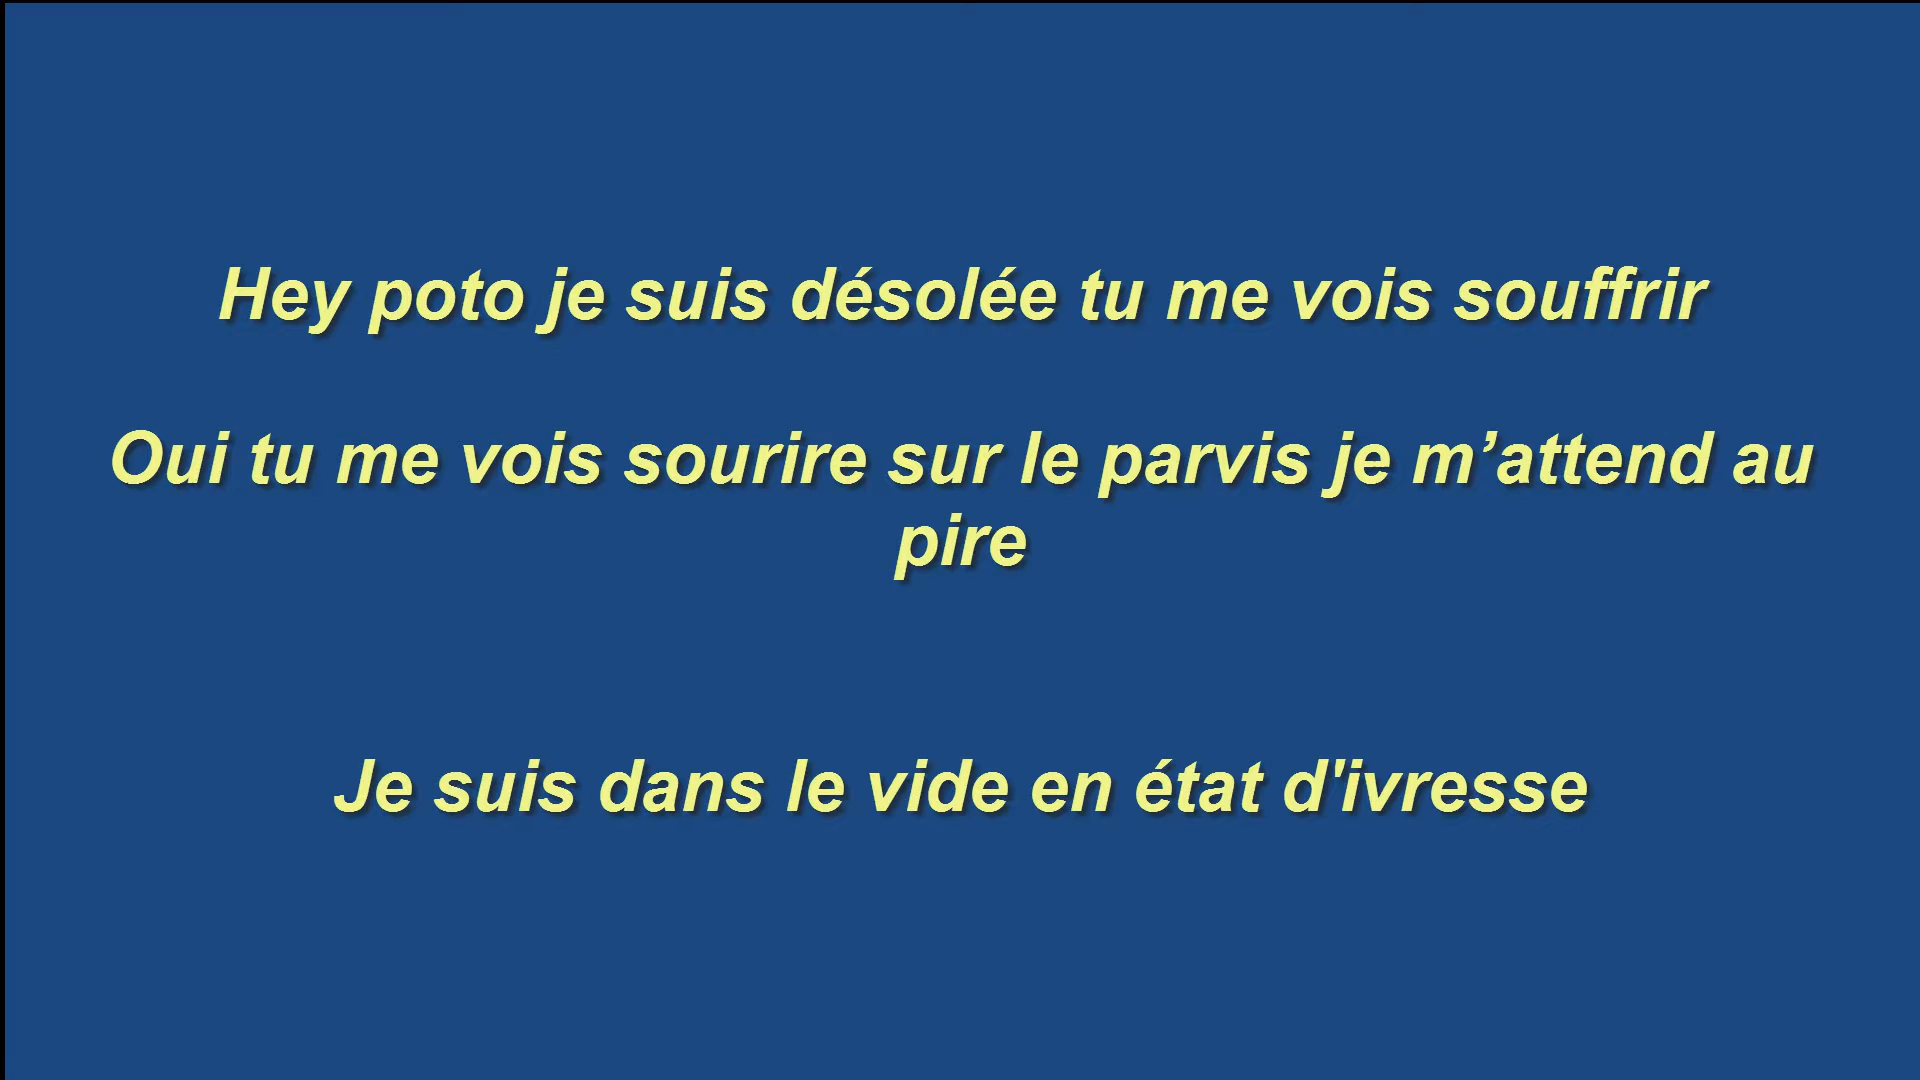 Hey poto je suis désolée tu me vois souffrir
Oui tu me vois sourire sur le parvis je m’attend au
pire
Je suis dans le vide en état d'ivresse